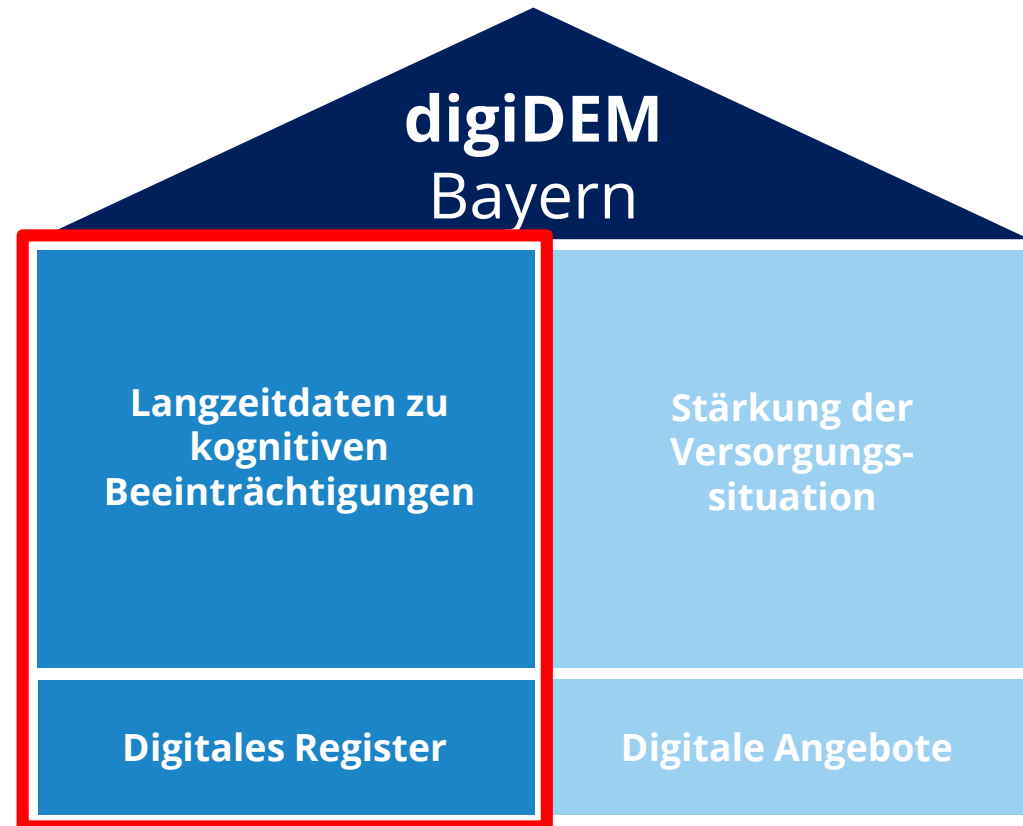 digiDEM
Bayern
Langzeitdaten zu
kognitiven
Beeinträchtigungen
Stärkung der
Versorgungs-
situation
Digitales Register
Digitale Angebote